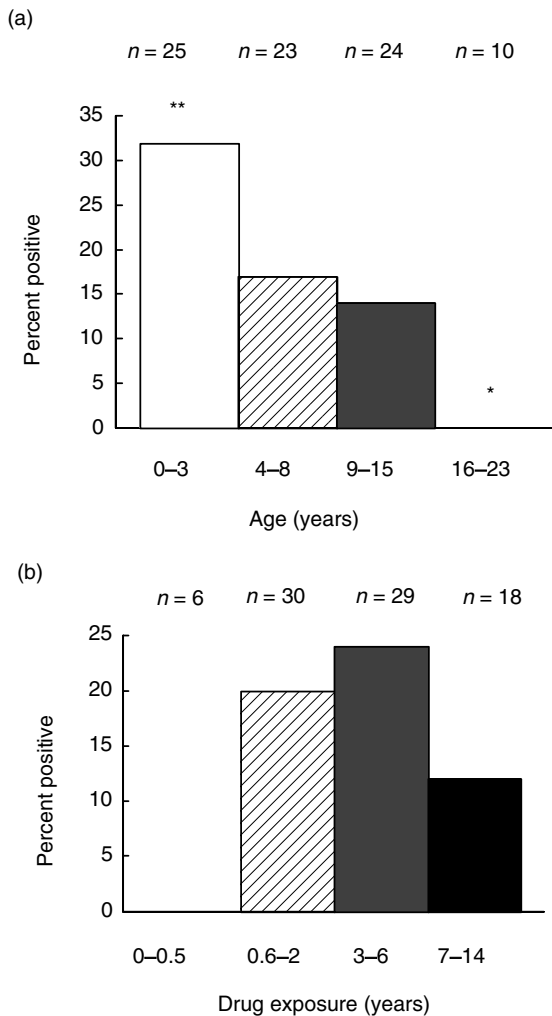 (a)
n = 25 n = 23 n = 24 n = 10
35
30
25
20
15
10
5
0
Percent positive
**
*
0–3 4–8 9–15 16–23
Age (years)
(b)
n = 6 n = 30 n = 29 n = 18
25
20
15
10
5
0
Percent positive
0–0.5 0.6–2 3–6 7–14
Drug exposure (years)